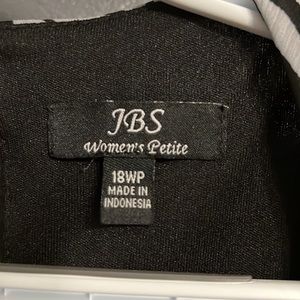 JBS
Women's Petite
18WP
MADE IN
INDONESIA